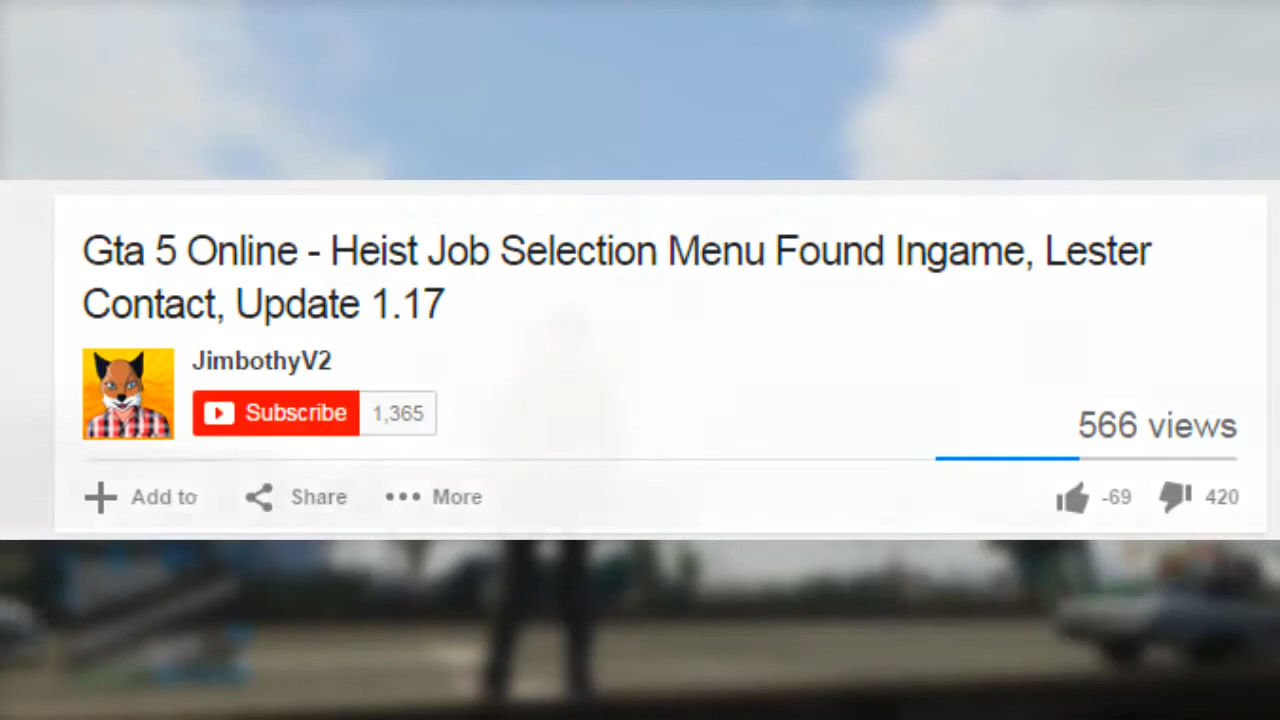 Gta 5 Online - Heist Job Selection Menu Found Ingame, Lester
Contact, Update 1.17
JimbothyV2
Subscribe 1,365
566 views
Add to Share More -69 420